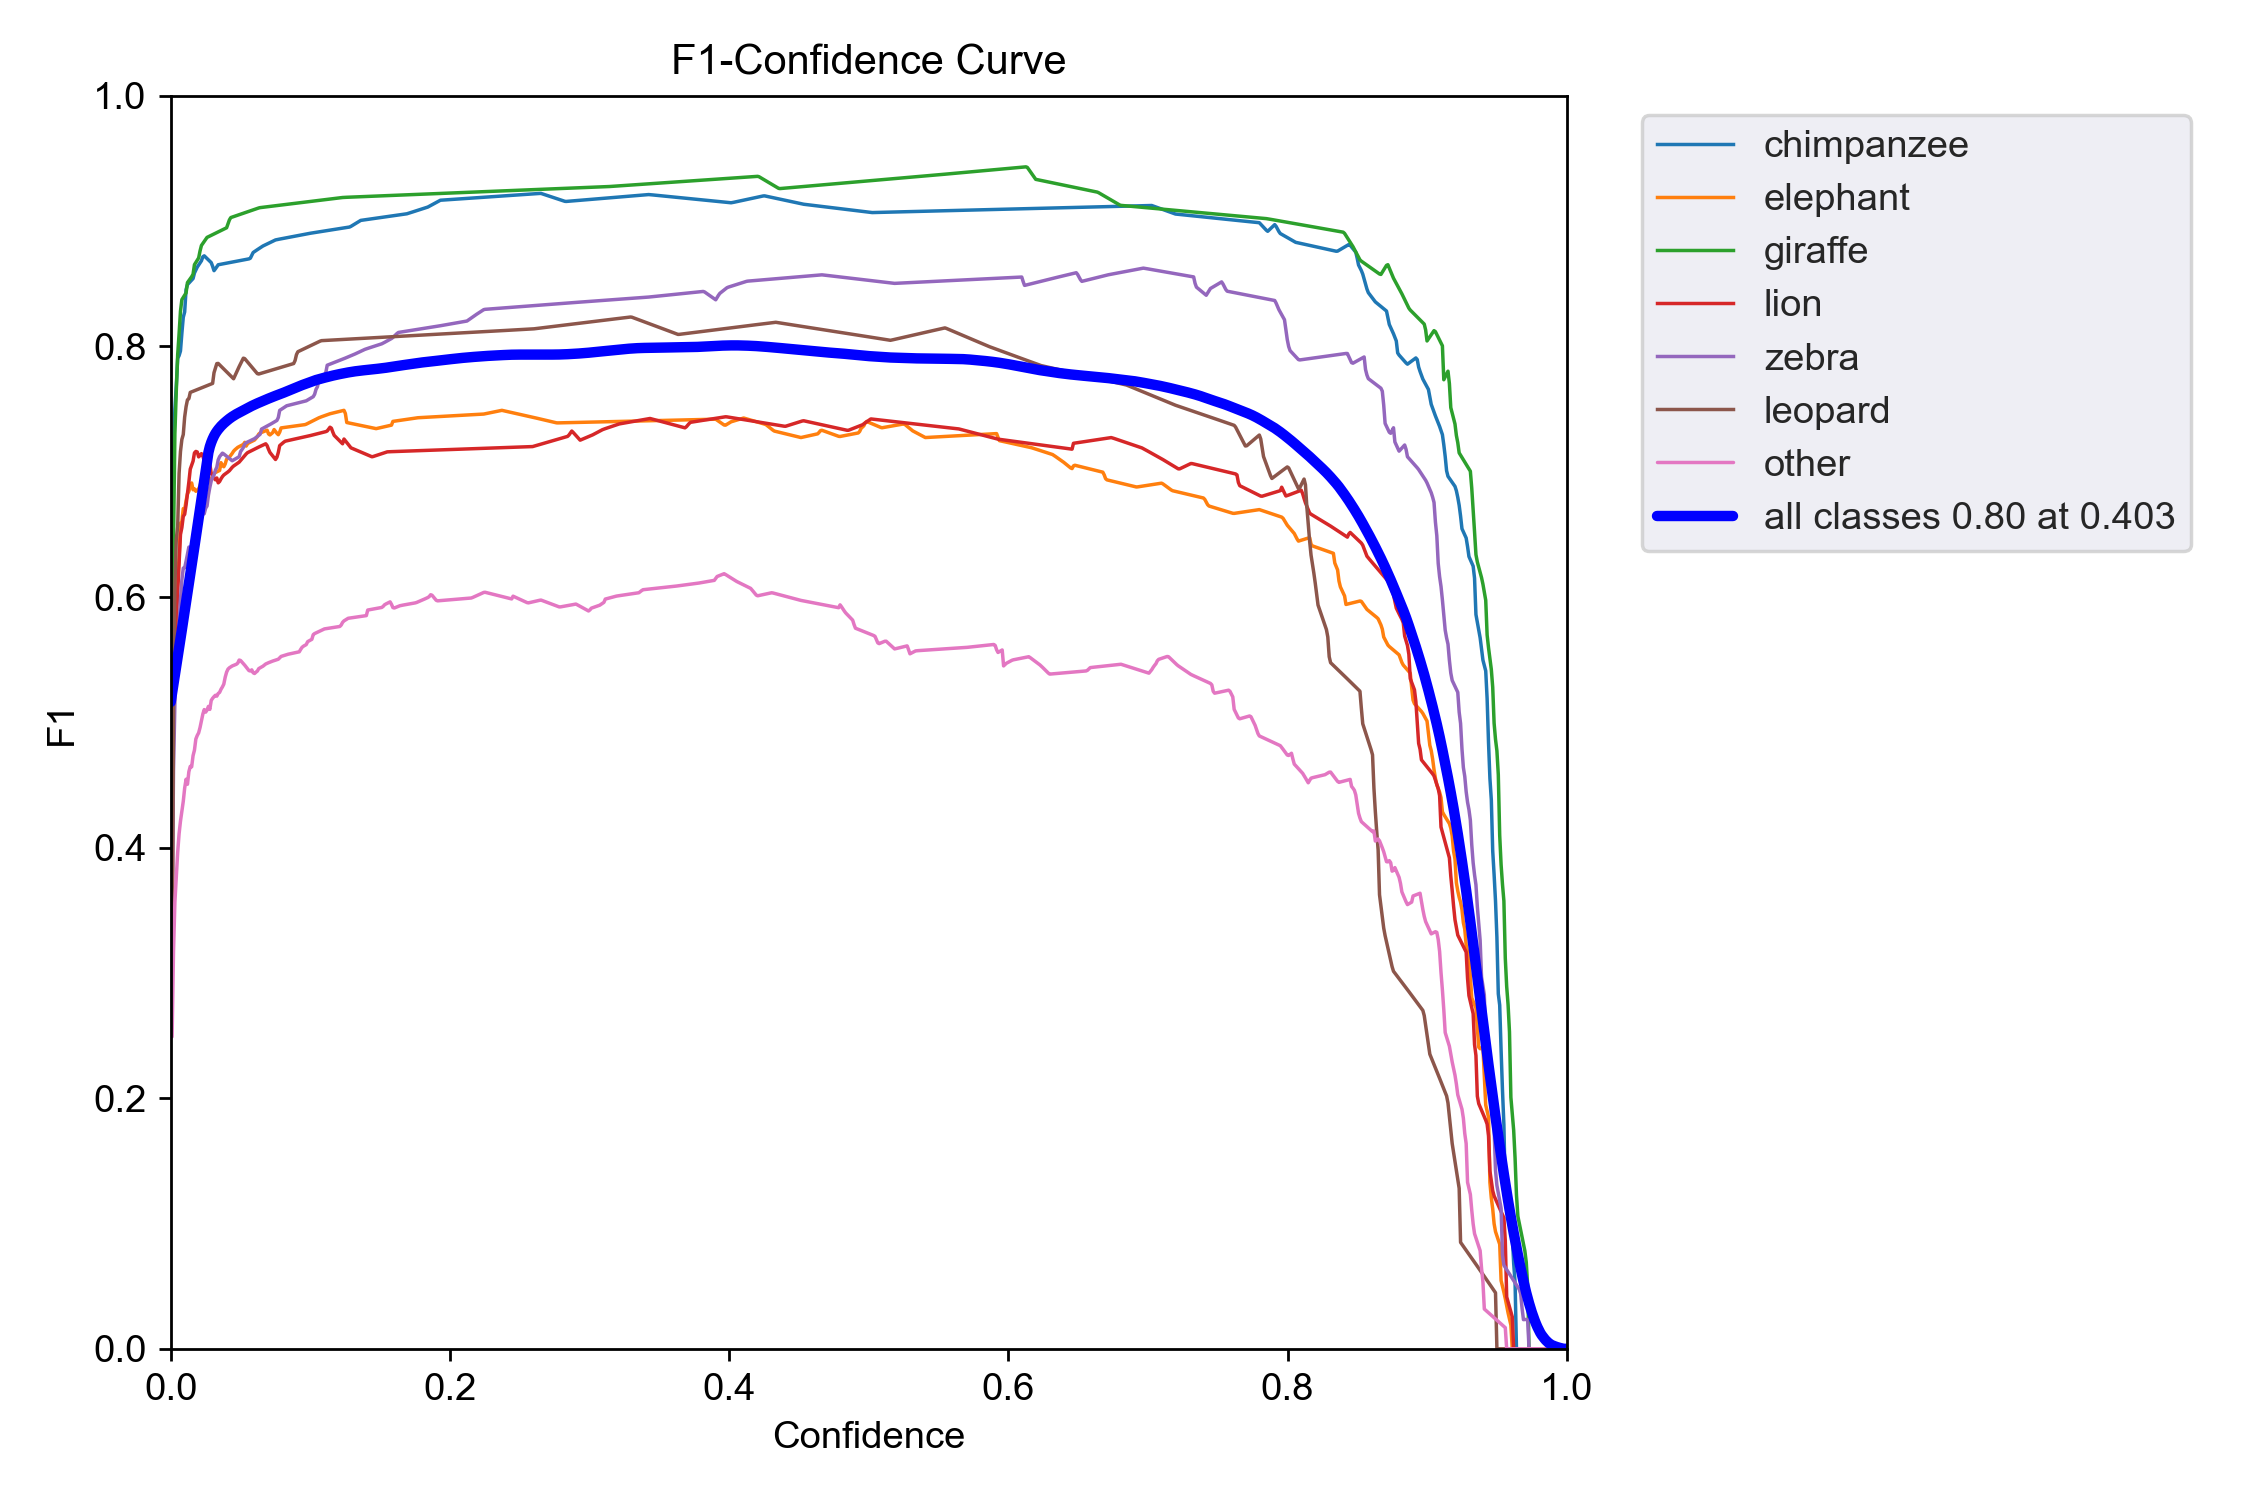 F1-Confidence Curve
1.0
0.8
0.6
0.4
0.2
0.0
F1
0.0 0.2 0.4 0.6 0.8 1.0
Confidence
chimpanzee
elephant
giraffe
lion
zebra
leopard
other
all classes 0.80 at 0.403